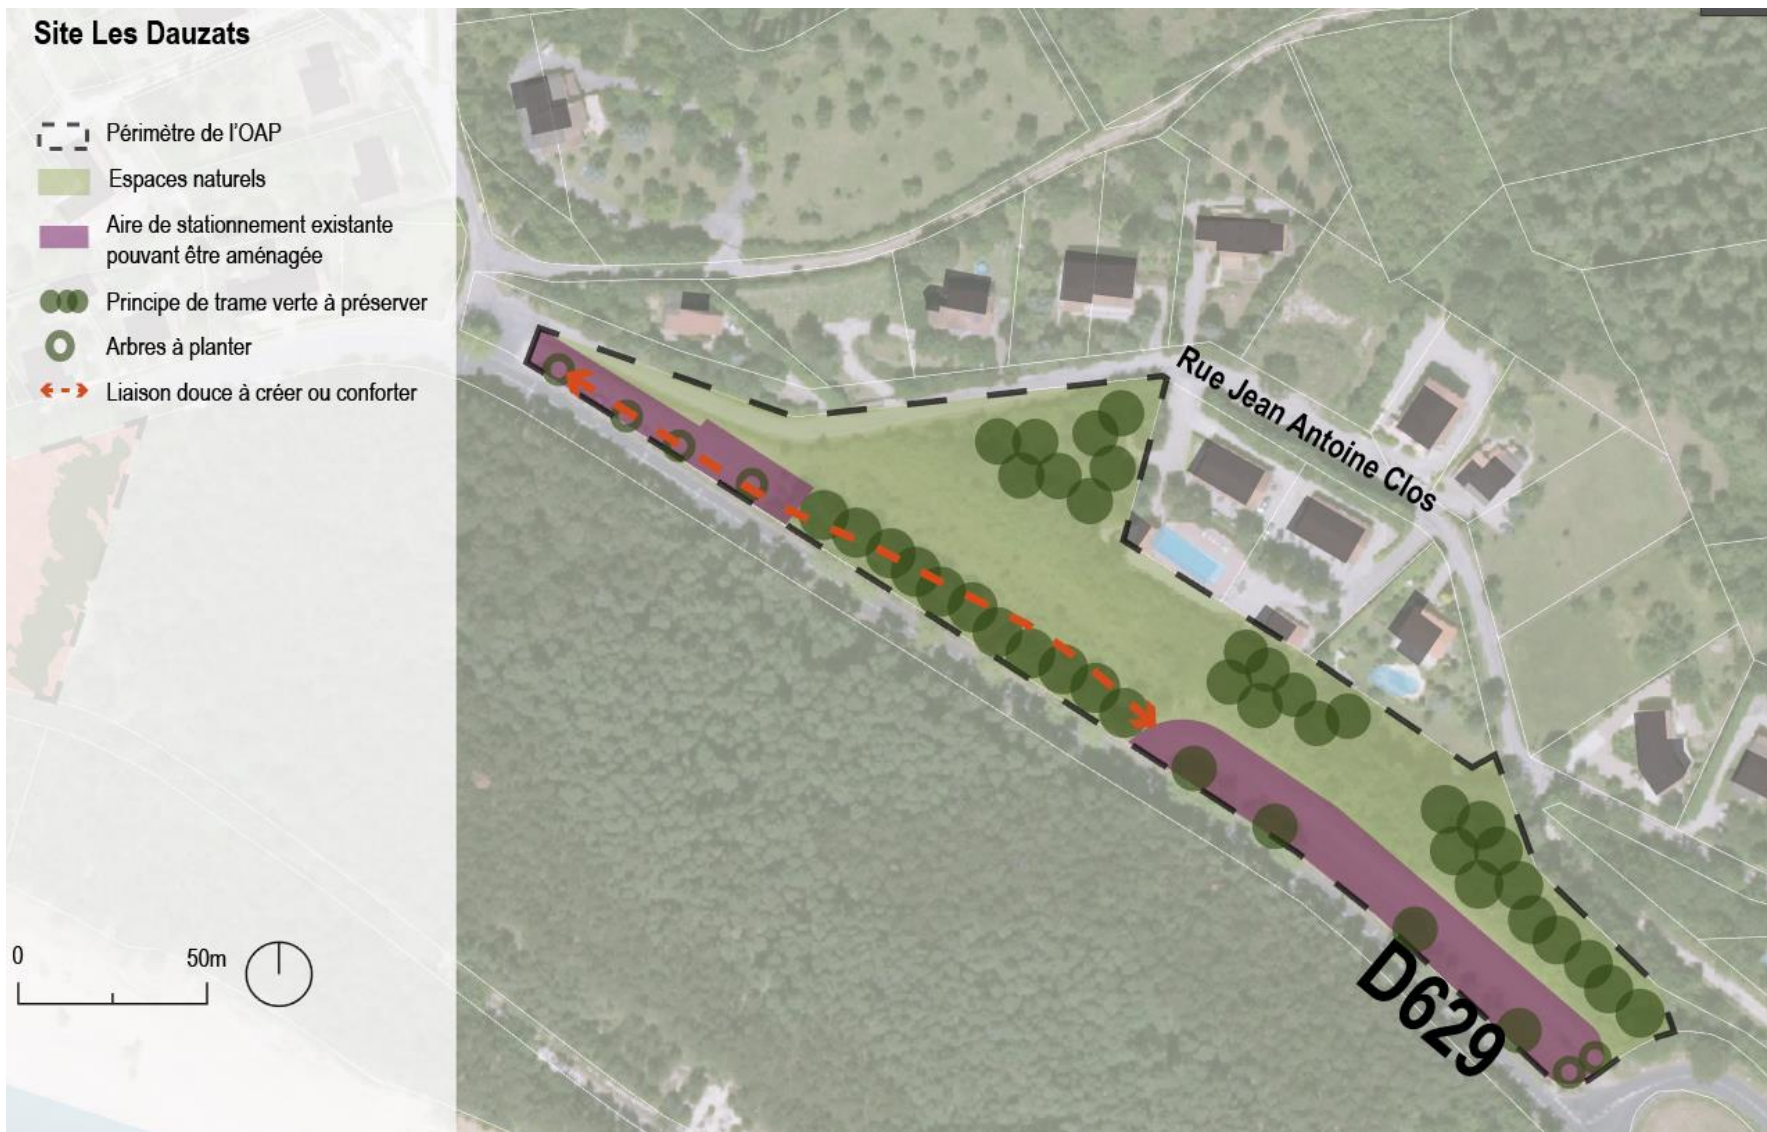 Site Les Dauzats
Périmètre de l'OAP
Espaces naturels
Aire de stationnement existante
pouvant être aménagée
Principe de trame verte à préserver
Arbres à planter
Liaison douce à créer ou conforter
Rue Jean Antoine Clos
D629
0
50m